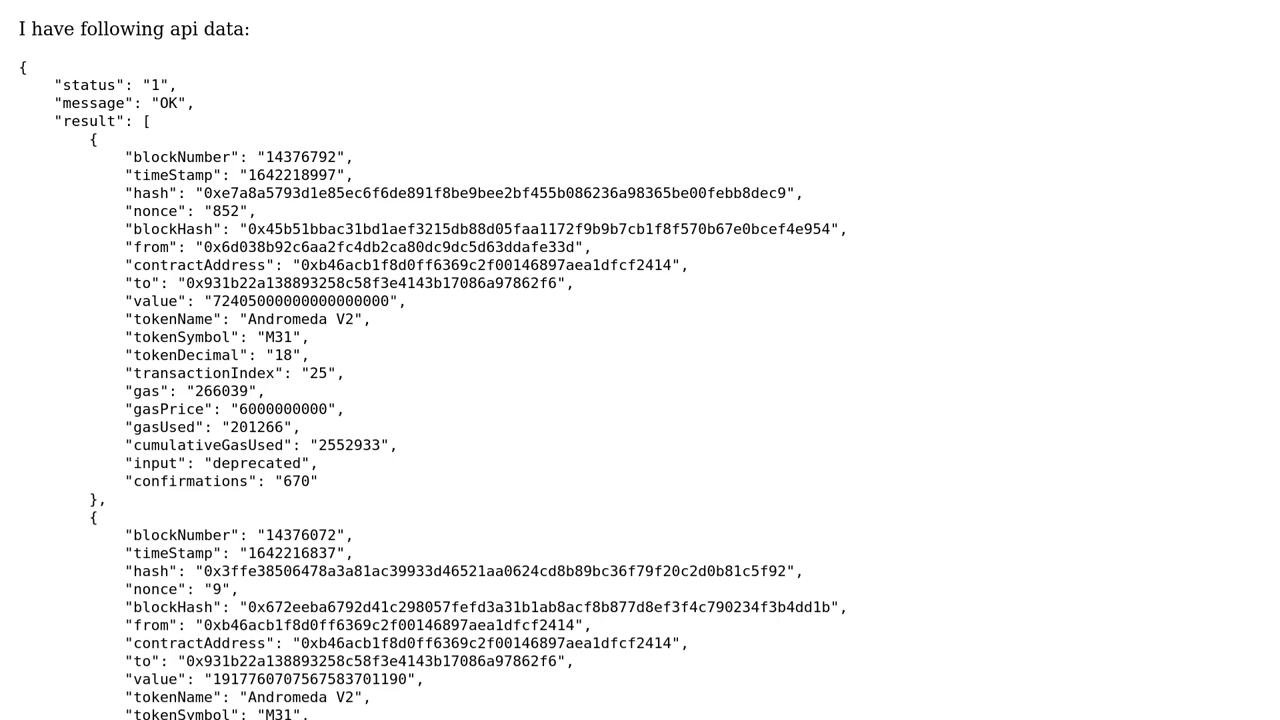 I have following api data:
{
    "status": "1",
    "message": "OK",
    "result": [
        {
            "blockNumber": "14376792",
            "timeStamp": "1642218997",
            "hash": "0xe7a8a5793d1e85ec6f6de891f8be9bee2bf455b086236a98365be00febb8dec9",
            "nonce": "852",
            "blockHash": "0x45b51bbac31bd1aef3215db88d05faa1172f9b9b7cb1f8f570b67e0bcef4e954",
            "from": "0x6d038b92c6aa2fc4db2ca80dc9dc5d63ddafe33d",
            "contractAddress": "0xb46acb1f8d0ff6369c2f00146897aea1dfcf2414",
            "to": "0x931b22a138893258c58f3e4143b17086a97862f6",
            "value": "72405000000000000000",
            "tokenName": "Andromeda V2",
            "tokenSymbol": "M31",
            "tokenDecimal": "18",
            "transactionIndex": "25",
            "gas": "266039",
            "gasPrice": "6000000000",
            "gasUsed": "201266",
            "cumulativeGasUsed": "2552933",
            "input": "deprecated",
            "confirmations": "670"
        },
        {
            "blockNumber": "14376072",
            "timeStamp": "1642216837",
            "hash": "0x3ffe38506478a3a81ac39933d46521aa0624cd8b89bc36f79f20c2d0b81c5f92",
            "nonce": "9",
            "blockHash": "0x672eeba6792d41c298057fefd3a31b1ab8acf8b877d8ef3f4c790234f3b4dd1b",
            "from": "0xb46acb1f8d0ff6369c2f00146897aea1dfcf2414",
            "contractAddress": "0xb46acb1f8d0ff6369c2f00146897aea1dfcf2414",
            "to": "0x931b22a138893258c58f3e4143b17086a97862f6",
            "value": "1917760707567583701190",
            "tokenName": "Andromeda V2",
            "tokenSymbol": "M31",